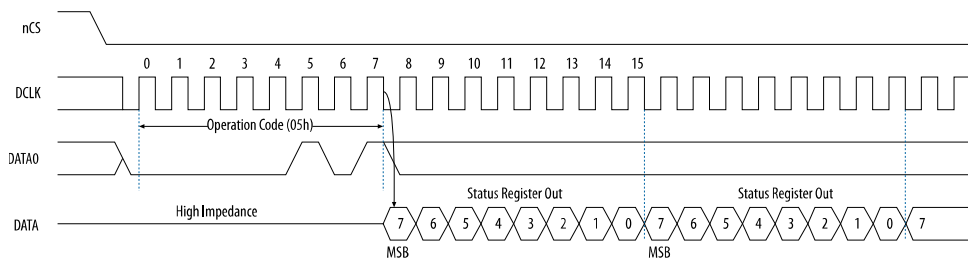 nCS
0 1 2 3 4 5 6 7 8 9 10 11 12 13 14 15
DCLK
Operation Code (05h)
DATA0
High Impedance
Status Register Out
Status Register Out
DATA
7 6 5 4 3 2 1 0 7 6 5 4 3 2 1 0 7
MSB
MSB